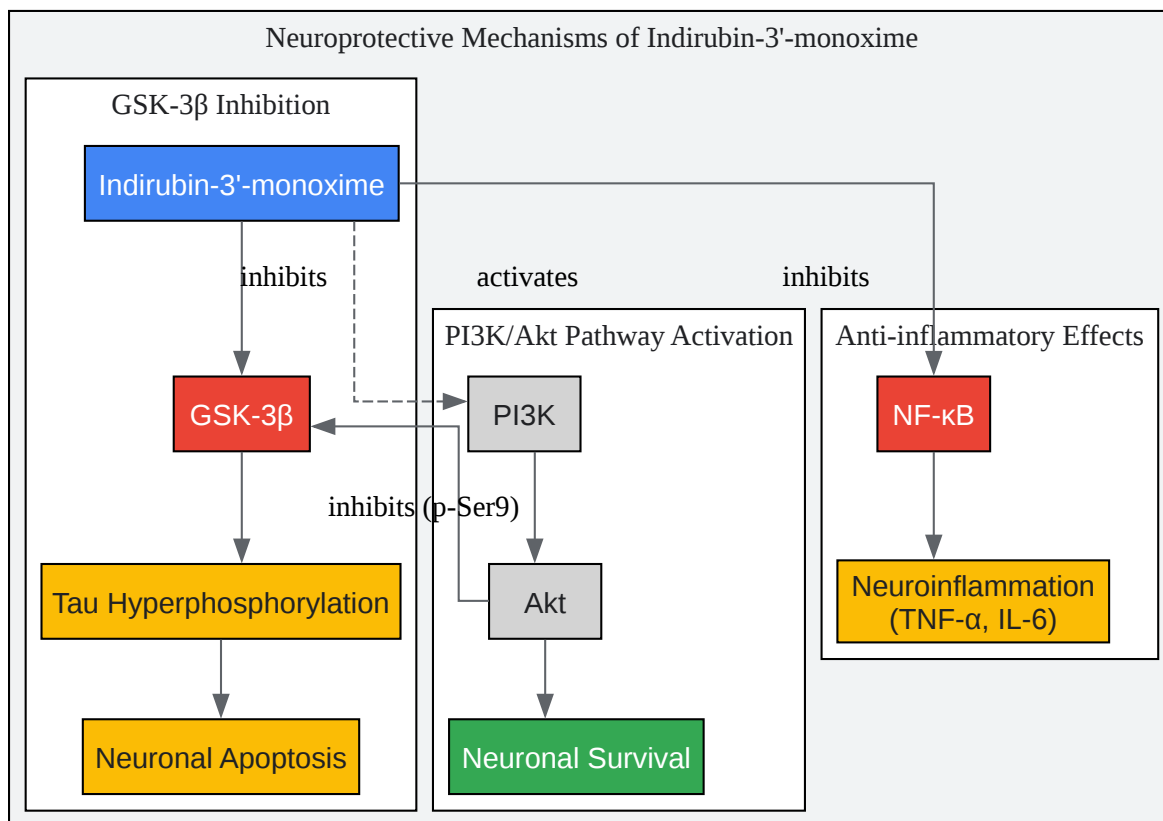 Neuroprotective Mechanisms of Indirubin-3'-monoxime
GSK-3β Inhibition
Indirubin-3'-monoxime
inhibits
activates
inhibits
PI3K/Akt Pathway Activation
Anti-inflammatory Effects
GSK-3β
PI3K
NF-κB
inhibits (p-Ser9)
Tau Hyperphosphorylation
Akt
Neuroinflammation
(TNF-α, IL-6)
Neuronal Apoptosis
Neuronal Survival